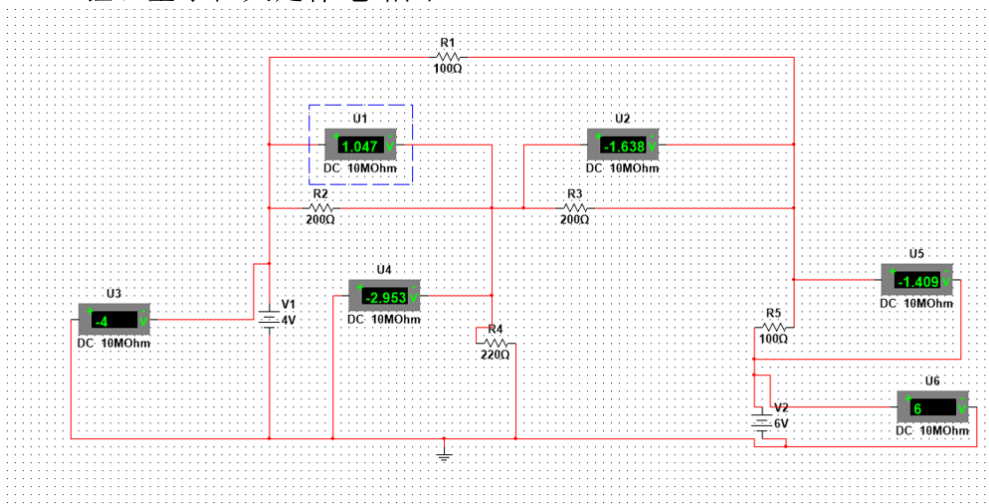 R1
100Ω
U1
+ 1.047 V -
DC 10MOhm
U2
+ -1.638 V -
DC 10MOhm
R2
200Ω
R3
200Ω
U3
+ -4 V -
DC 10MOhm
V1
4V
U4
+ -2.953 V -
DC 10MOhm
R4
220Ω
U5
+ -1.409 V -
DC 10MOhm
R5
100Ω
U6
+ 6 V -
DC 10MOhm
V2
6V